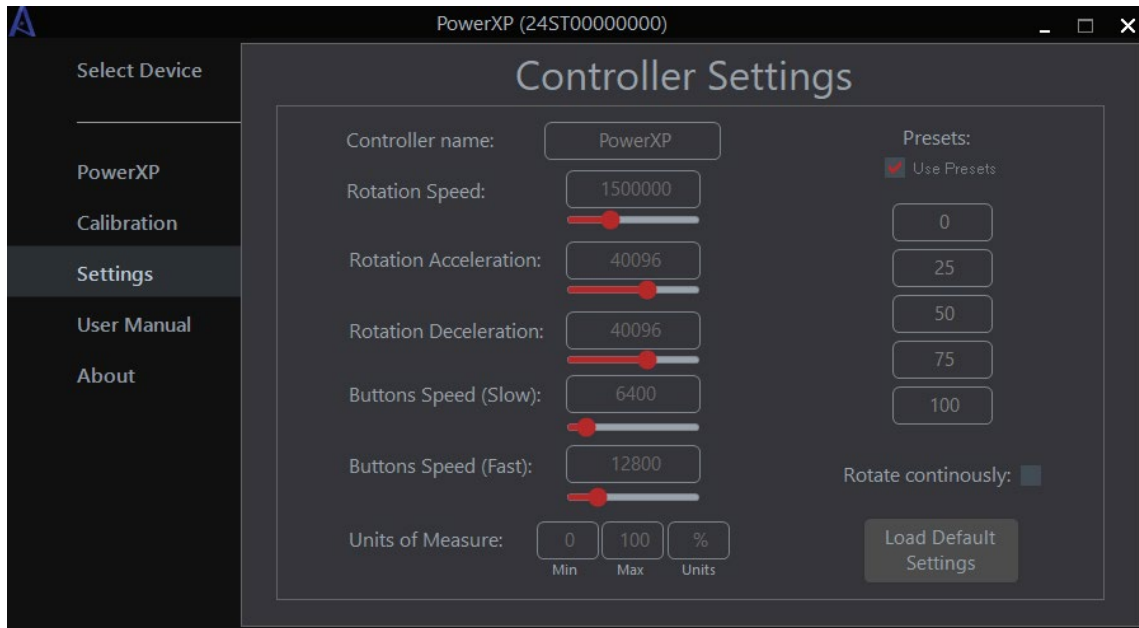 PowerXP (24ST00000000)
Select Device
PowerXP
Calibration
Settings
User Manual
About
Controller Settings
Controller name: PowerXP
Rotation Speed: 1500000
Rotation Acceleration: 40096
Rotation Deceleration: 40096
Buttons Speed (Slow): 6400
Buttons Speed (Fast): 12800
Units of Measure: 0 100 %
Min Max Units
Presets:
Use Presets
0
25
50
75
100
Rotate continously:
Load Default
Settings